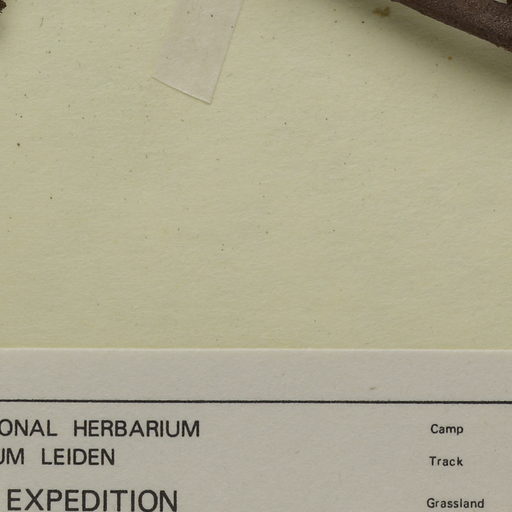 ONAL HERBARIUM
UM LEIDEN
EXPEDITION
Camp
Track
Grassland